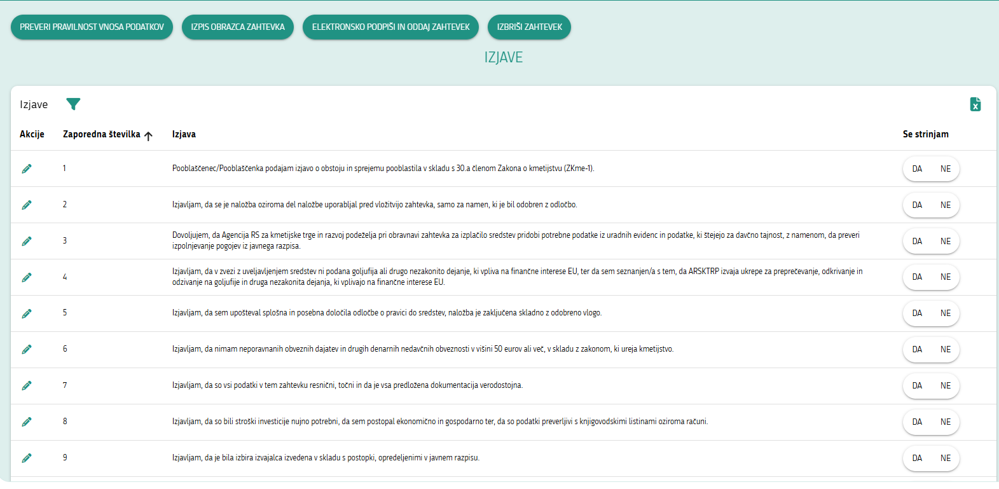 PREVERI PRAVILNOST VNOSA PODATKOV IZPIS OBRAZCA ZAHTEVKA ELEKTRONSKO PODPIŠI IN ODDAJ ZAHTEVEK IZBRIŠI ZAHTEVEK
IZJAVE
Izjave
Akcije Zaporedna številka Izjava Se strinjam
1 Pooblaščenec/Pooblaščenka podajam izjavo o obstoju in sprejemu pooblastila v skladu s 30.a členom Zakona o kmetijstvu (ZKme-1). DA NE
2 Izjavljam, da se je naložba oziroma del naložbe uporabljal pred vložitvijo zahtevka, samo za namen, ki je bil odobren z odločbo. DA NE
3 Dovoljujem, da Agencija RS za kmetijske trge in razvoj podeželja pri obravnavi zahtevka za izplačilo sredstev pridobi potrebne podatke iz uradnih evidenc in podatke, ki štejejo za davčno tajnost, z namenom, da preveri
izpolnjevanje pogojev iz javnega razpisa. DA NE
4 Izjavljam, da v zvezi z uveljavljenjem sredstev ni podana goljufija ali drugo nezakonito dejanje, ki vpliva na finančne interese EU, ter da sem seznanjen/a s tem, da ARSKTRP izvaja ukrepe za preprečevanje, odkrivanje in
odzivanje na goljufije in druga nezakonita dejanja, ki vplivajo na finančne interese EU. DA NE
5 Izjavljam, da sem upošteval splošna in posebna določila odločbe o pravici do sredstev, naložba je zaključena skladno z odobreno vlogo. DA NE
6 Izjavljam, da nimam neporavnanih obveznih dajatev in drugih denarnih nedavčnih obveznosti v višini 50 eurov ali več, v skladu z zakonom, ki ureja kmetijstvo. DA NE
7 Izjavljam, da so vsi podatki v tem zahtevku resnični, točni in da je vsa predložena dokumentacija verodostojna. DA NE
8 Izjavljam, da so bili stroški investicije nujno potrebni, da sem postopal ekonomično in gospodarno ter, da so podatki preverljivi s knjigovodskimi listinami oziroma računi. DA NE
9 Izjavljam, da je bila izbira izvajalca izvedena v skladu s postopki, opredeljenimi v javnem razpisu. DA NE